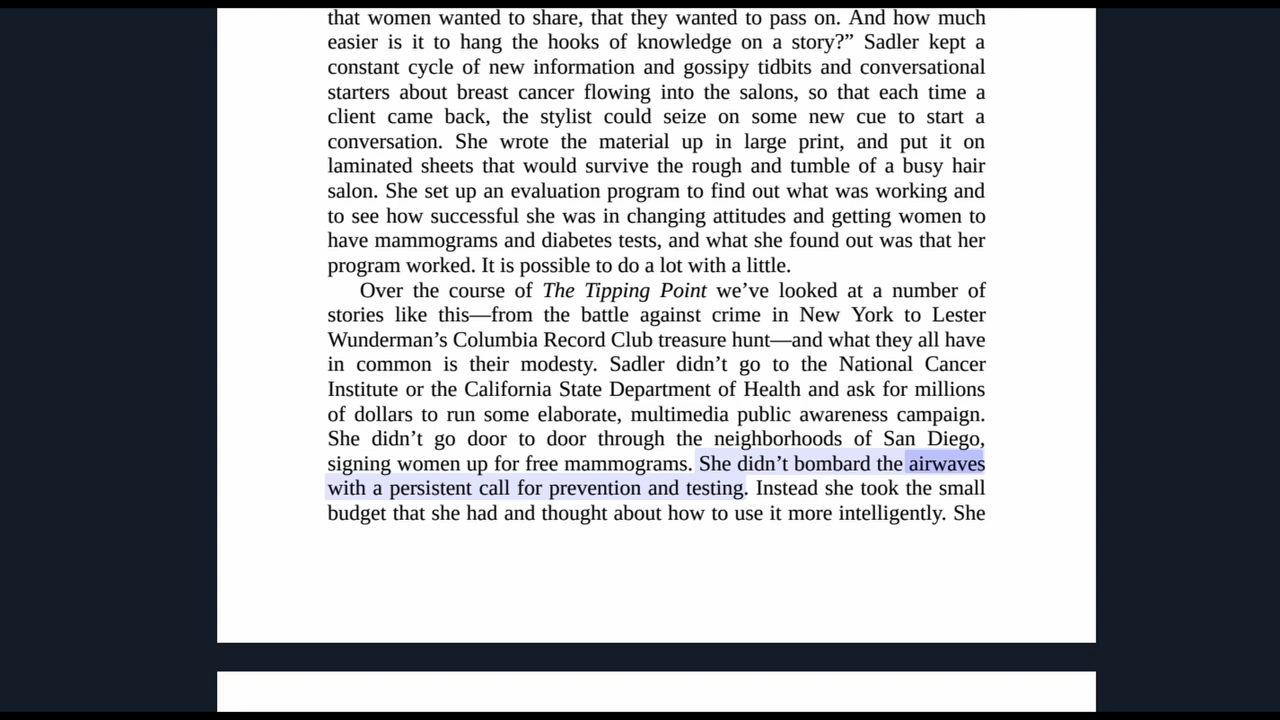 that women wanted to share, that they wanted to pass on. And how much
easier is it to hang the hooks of knowledge on a story?” Sadler kept a
constant cycle of new information and gossipy tidbits and conversational
starters about breast cancer flowing into the salons, so that each time a
client came back, the stylist could seize on some new cue to start a
conversation. She wrote the material up in large print, and put it on
laminated sheets that would survive the rough and tumble of a busy hair
salon. She set up an evaluation program to find out what was working and
to see how successful she was in changing attitudes and getting women to
have mammograms and diabetes tests, and what she found out was that her
program worked. It is possible to do a lot with a little.
Over the course of The Tipping Point we’ve looked at a number of
stories like this—from the battle against crime in New York to Lester
Wunderman’s Columbia Record Club treasure hunt—and what they all have
in common is their modesty. Sadler didn’t go to the National Cancer
Institute or the California State Department of Health and ask for millions
of dollars to run some elaborate, multimedia public awareness campaign.
She didn’t go door to door through the neighborhoods of San Diego,
signing women up for free mammograms. She didn’t bombard the airwaves
with a persistent call for prevention and testing. Instead she took the small
budget that she had and thought about how to use it more intelligently. She